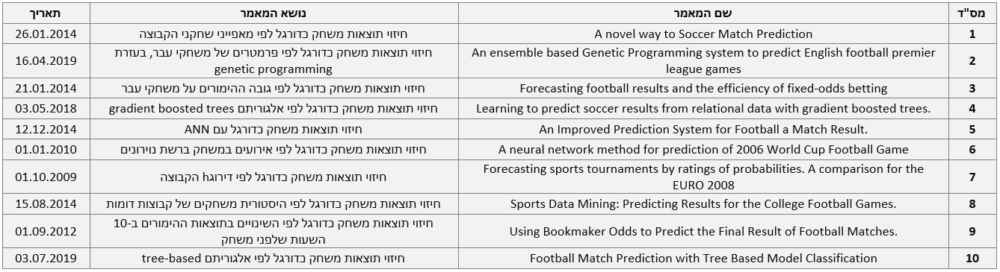 מס"ד שם המאמר נושא המאמר תאריך
1 A novel way to Soccer Match Prediction חיזוי תוצאות משחק כדורגל לפי מאפייני שחקני הקבוצה 26.01.2014
2 An ensemble based Genetic Programming system to predict English football premier
league games חיזוי תוצאות משחק כדורגל לפי פרמטרים של משחקי עבר, בעזרת
genetic programming 16.04.2019
3 Forecasting football results and the efficiency of fixed-odds betting חיזוי תוצאות משחק כדורגל לפי גובה ההימורים על משחקי עבר 21.01.2014
4 Learning to predict soccer results from relational data with gradient boosted trees. חיזוי תוצאות משחק כדורגל לפי אלגוריתם gradient boosted trees 03.05.2018
5 An Improved Prediction System for Football a Match Result. חיזוי תוצאות משחק כדורגל עם ANN 12.12.2014
6 A neural network method for prediction of 2006 World Cup Football Game חיזוי תוצאות משחק כדורגל לפי אירועים במשחק ברשת נוירונים 01.01.2010
7 Forecasting sports tournaments by ratings of probabilities. A comparison for the
EURO 2008 חיזוי תוצאות משחק כדורגל לפי דירוגh הקבוצה 01.10.2009
8 Sports Data Mining: Predicting Results for the College Football Games. חיזוי תוצאות משחק כדורגל לפי היסטורית משחקים של קבוצות דומות 15.08.2014
9 Using Bookmaker Odds to Predict the Final Result of Football Matches. חיזוי תוצאות משחק כדורגל לפי השינויים בתוצאות ההימורים ב-10
השעות שלפני משחק 01.09.2012
10 Football Match Prediction with Tree Based Model Classification חיזוי תוצאות משחק כדורגל לפי אלגוריתם tree-based 03.07.2019